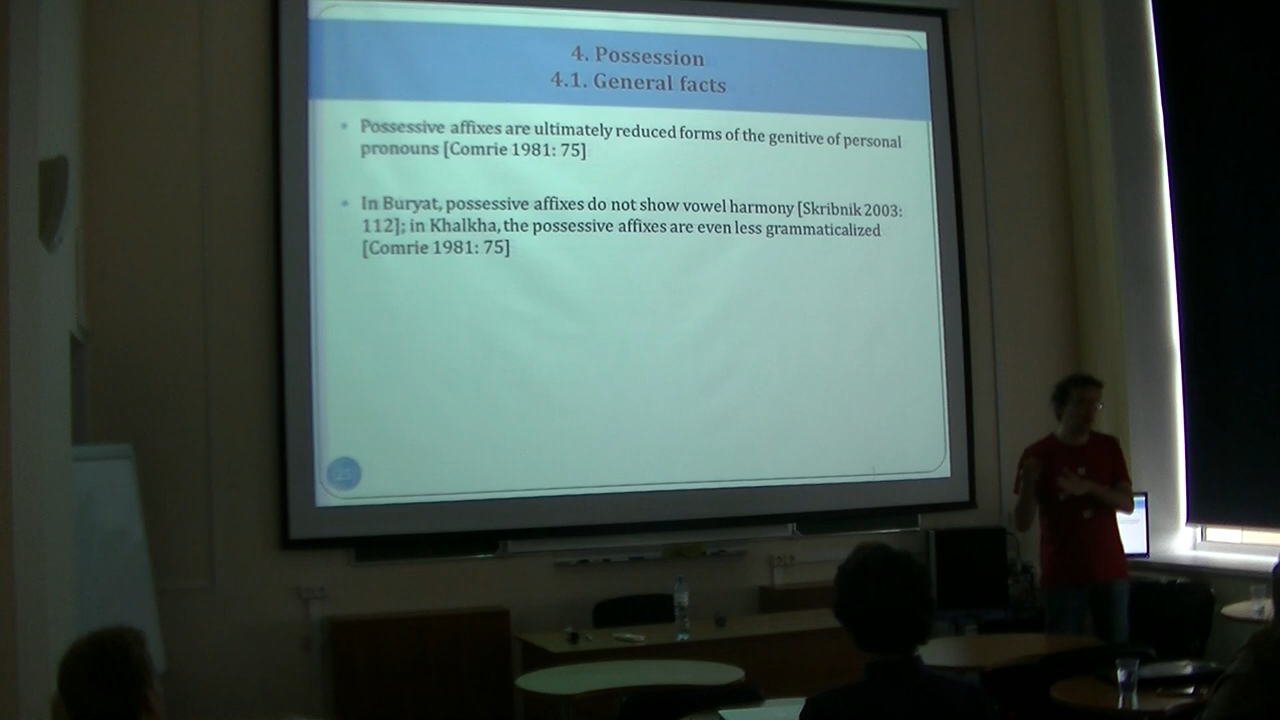 4. Possession
4.1. General facts
• Possessive affixes are ultimately reduced forms of the genitive of personal
pronouns [Comrie 1981: 75]
• In Buryat, possessive affixes do not show vowel harmony [Skribnik 2003:
112]; in Khalkha, the possessive affixes are even less grammaticalized
[Comrie 1981: 75]